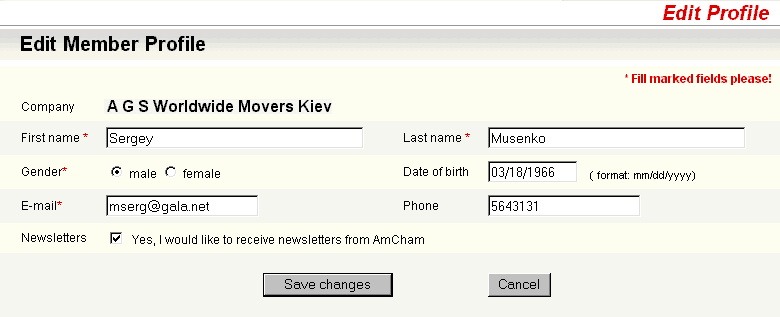 Edit Profile
Edit Member Profile
* Fill marked fields please!
Company A G S Worldwide Movers Kiev
First name * Sergey Last name * Musenko
Gender* male female Date of birth 03/18/1966 ( format: mm/dd/yyyy)
E-mail* mserg@gala.net Phone 5643131
Newsletters Yes, I would like to receive newsletters from AmCham
Save changes Cancel